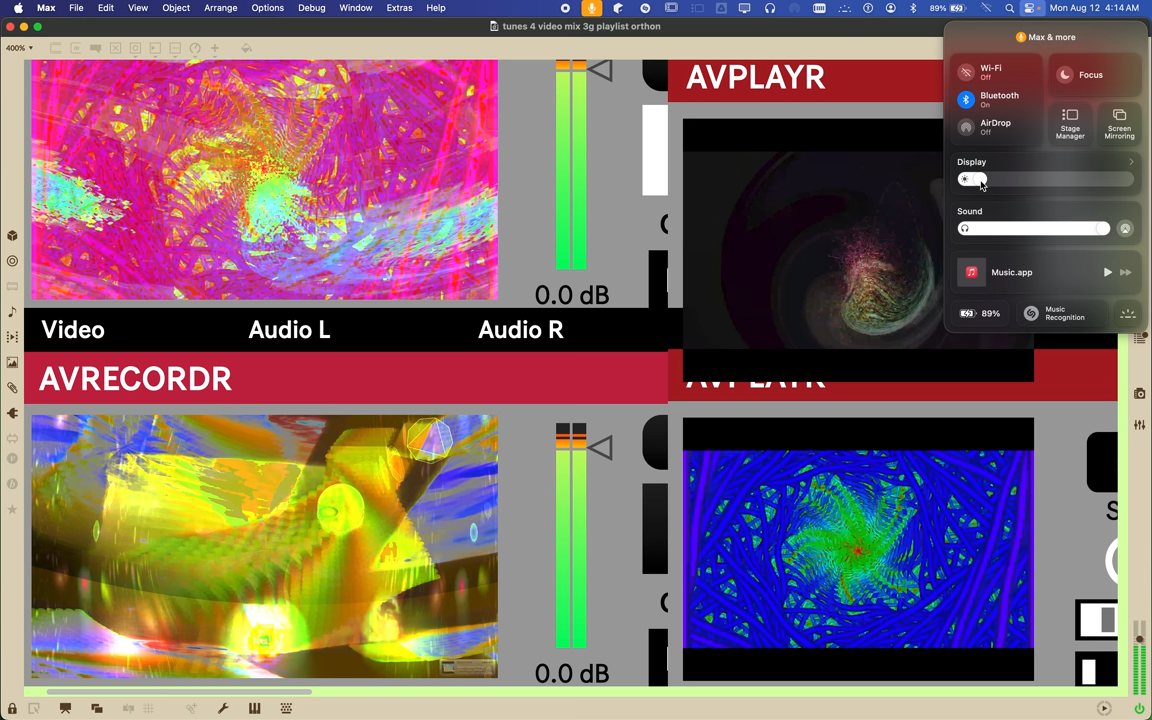 Max File Edit View Object Arrange Options Debug Window Extras Help
89% Mon Aug 12 4:14 AM
tunes 4 video mix 3g playlist orthon
400%
Max & more
Wi-Fi
Off
Focus
Bluetooth
On
AirDrop
Off
Stage
Manager
Screen
Mirroring
Display
Sound
Music.app
89%
Music
Recognition
AVPLAYR
0.0 dB
Video Audio L Audio R
AVRECORDR
AVPLAYR
0.0 dB